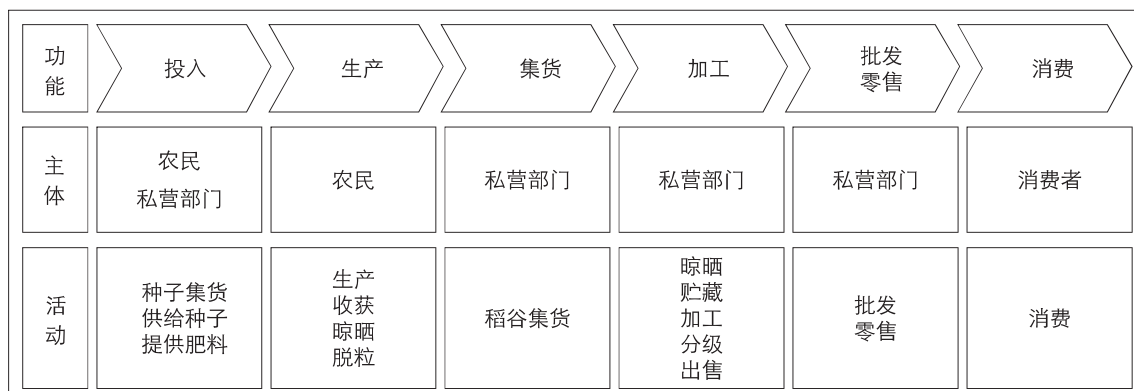 功能
投入
生产
集货
加工
批发
零售
消费
主体
农民
私营部门
农民
私营部门
私营部门
私营部门
消费者
活动
种子集货
供给种子
提供肥料
生产
收获
晾晒
脱粒
稻谷集货
晾晒
贮藏
加工
分级
出售
批发
零售
消费